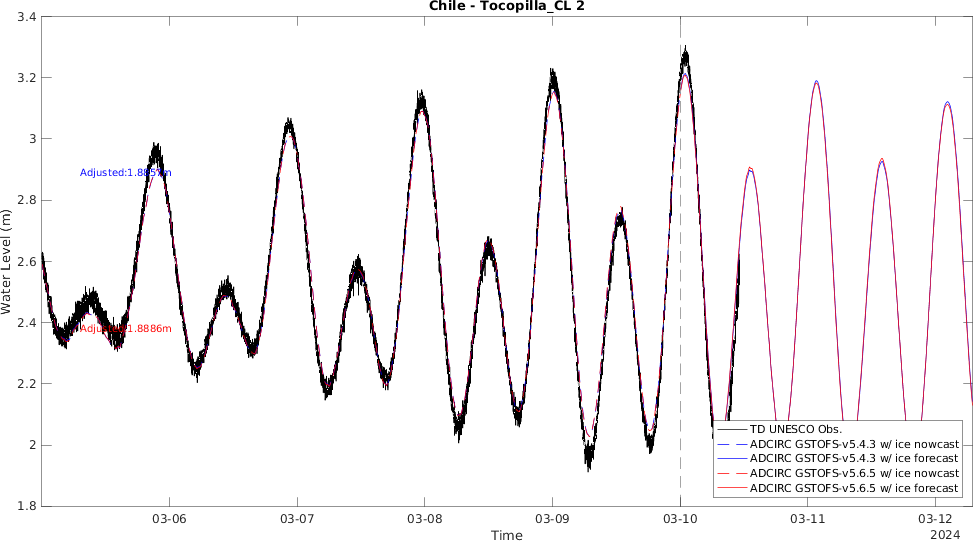 Chile - Tocopilla_CL 2
3.4
3.2
3
2.8
2.6
2.4
2.2
2
1.8
Water Level (m)
Adjusted:1.8857m
Adjusted:1.8886m
TD UNESCO Obs.
ADCIRC GSTOFS-v5.4.3 w/ ice nowcast
ADCIRC GSTOFS-v5.4.3 w/ ice forecast
ADCIRC GSTOFS-v5.6.5 w/ ice nowcast
ADCIRC GSTOFS-v5.6.5 w/ ice forecast
03-06
03-07
03-08
03-09
03-10
03-11
03-12
Time
2024